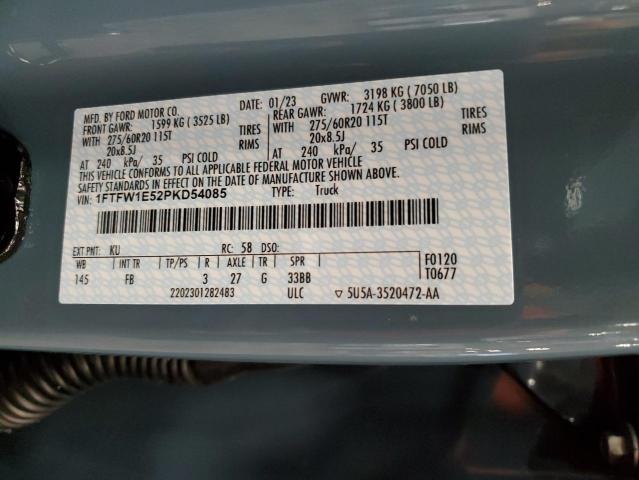 MFD. BY FORD MOTOR CO. DATE: 01/23 GVWR: 3198 KG ( 7050 LB)
FRONT GAWR: 1599 KG ( 3525 LB) REAR GAWR: 1724 KG ( 3800 LB)
WITH 275/60R20 115T TIRES WITH 275/60R20 115T TIRES
20x8.5J RIMS 20x8.5J RIMS
AT 240 kPa/ 35 PSI COLD AT 240 kPa/ 35 PSI COLD
THIS VEHICLE CONFORMS TO ALL APPLICABLE FEDERAL MOTOR VEHICLE
SAFETY STANDARDS IN EFFECT ON THE DATE OF MANUFACTURE SHOWN ABOVE.
VIN: 1FTFW1E52PKD54085 TYPE: Truck
EXT PNT: KU RC: 58 DSO: F0120
WB INT TR TP/PS R AXLE TR SPR T0677
145 FB 3 27 G 33BB
2202301282483 ULC ▽ 5U5A-3520472-AA